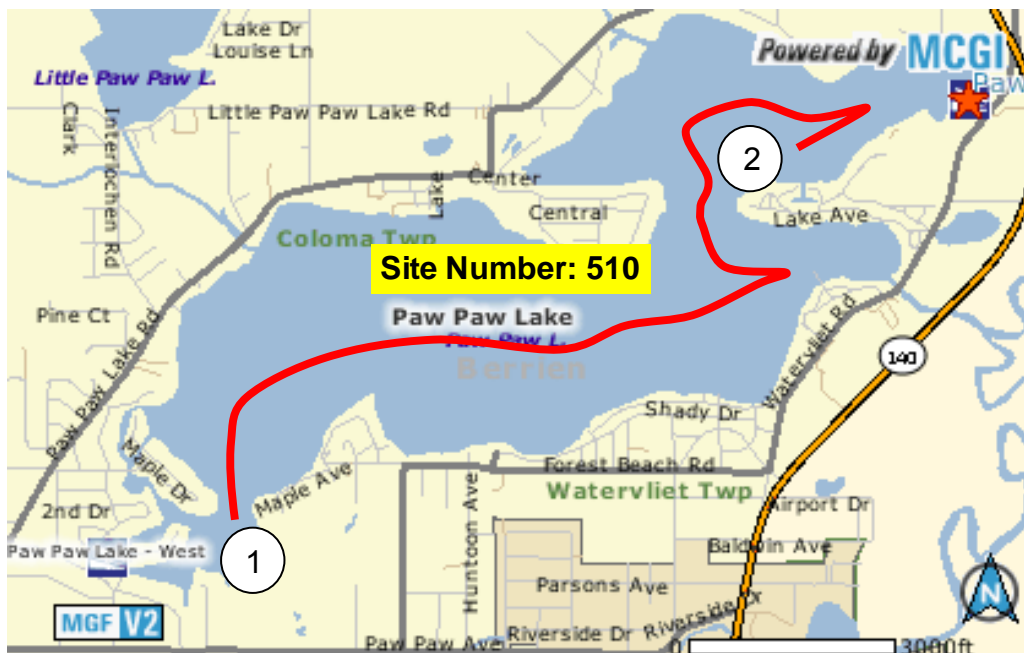 Lake Dr
Louise Ln
Powered by MCGI
Little Paw Paw L.
Paw
Little Paw Paw Lake Rd
Clark
Interlochen Rd
2
Center
Lake
Central
Lake Ave
Coloma Twp
Site Number: 510
Pine Ct
Paw Paw Lake
Paw Paw L.
Berrien
140
Watervliet Rd
Paw Paw Lake Rd
Shady Dr
Maple Dr
Maple Ave
Forest Beach Rd
Watervliet Twp
2nd Dr
Huntoon Ave
Airport Dr
Paw Paw Lake - West
1
Baldwin Ave
Parsons Ave
N
MGF V2
Riverside Dr
Riverside Dr
Paw Paw Ave
0 3000ft